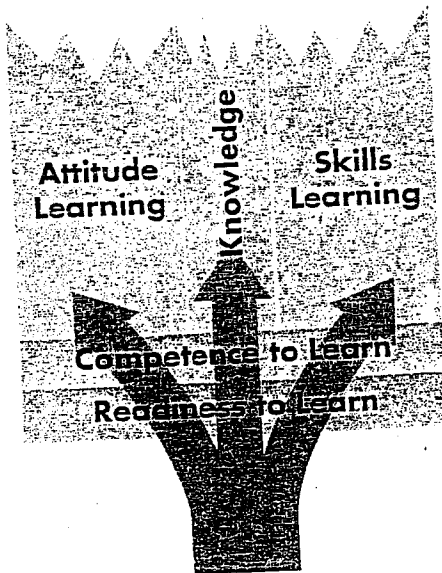 Attitude
Learning
Knowledge
Skills
Learning
Competence to Learn
Readiness to Learn